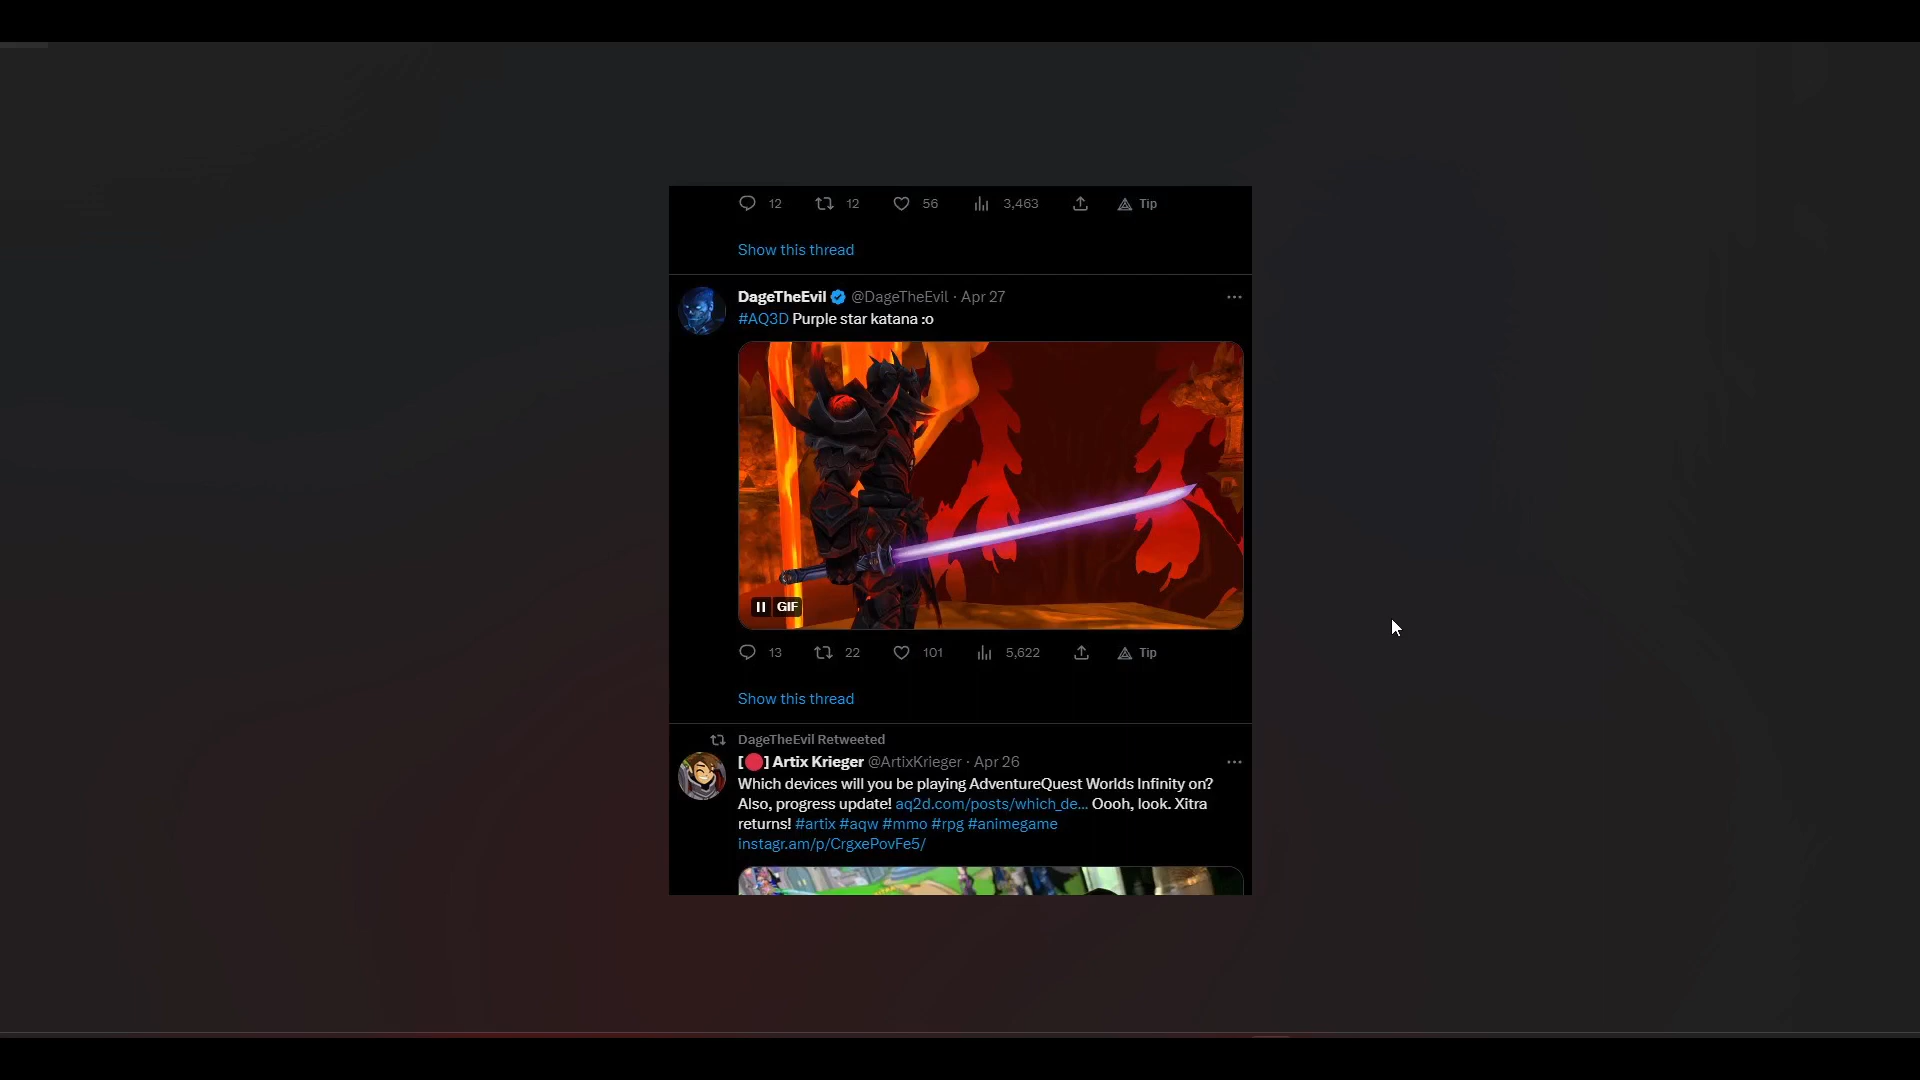 12 12 56 3,463 Tip
Show this thread
DageTheEvil @DageTheEvil · Apr 27
#AQ3D Purple star katana :o
GIF
13 22 101 5,622 Tip
Show this thread
DageTheEvil Retweeted
[🔴] Artix Krieger @ArtixKrieger · Apr 26
Which devices will you be playing AdventureQuest Worlds Infinity on?
Also, progress update! aq2d.com/posts/which_de... Oooh, look. Xitra
returns! #artix #aqw #mmo #rpg #animegame
instagr.am/p/CrgxePovFe5/